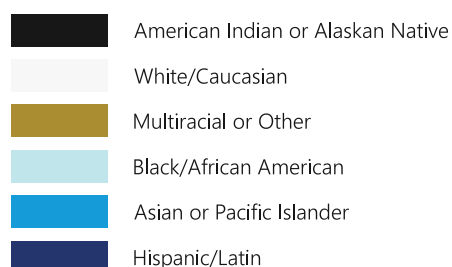 American Indian or Alaskan Native
White/Caucasian
Multiracial or Other
Black/African American
Asian or Pacific Islander
Hispanic/Latin